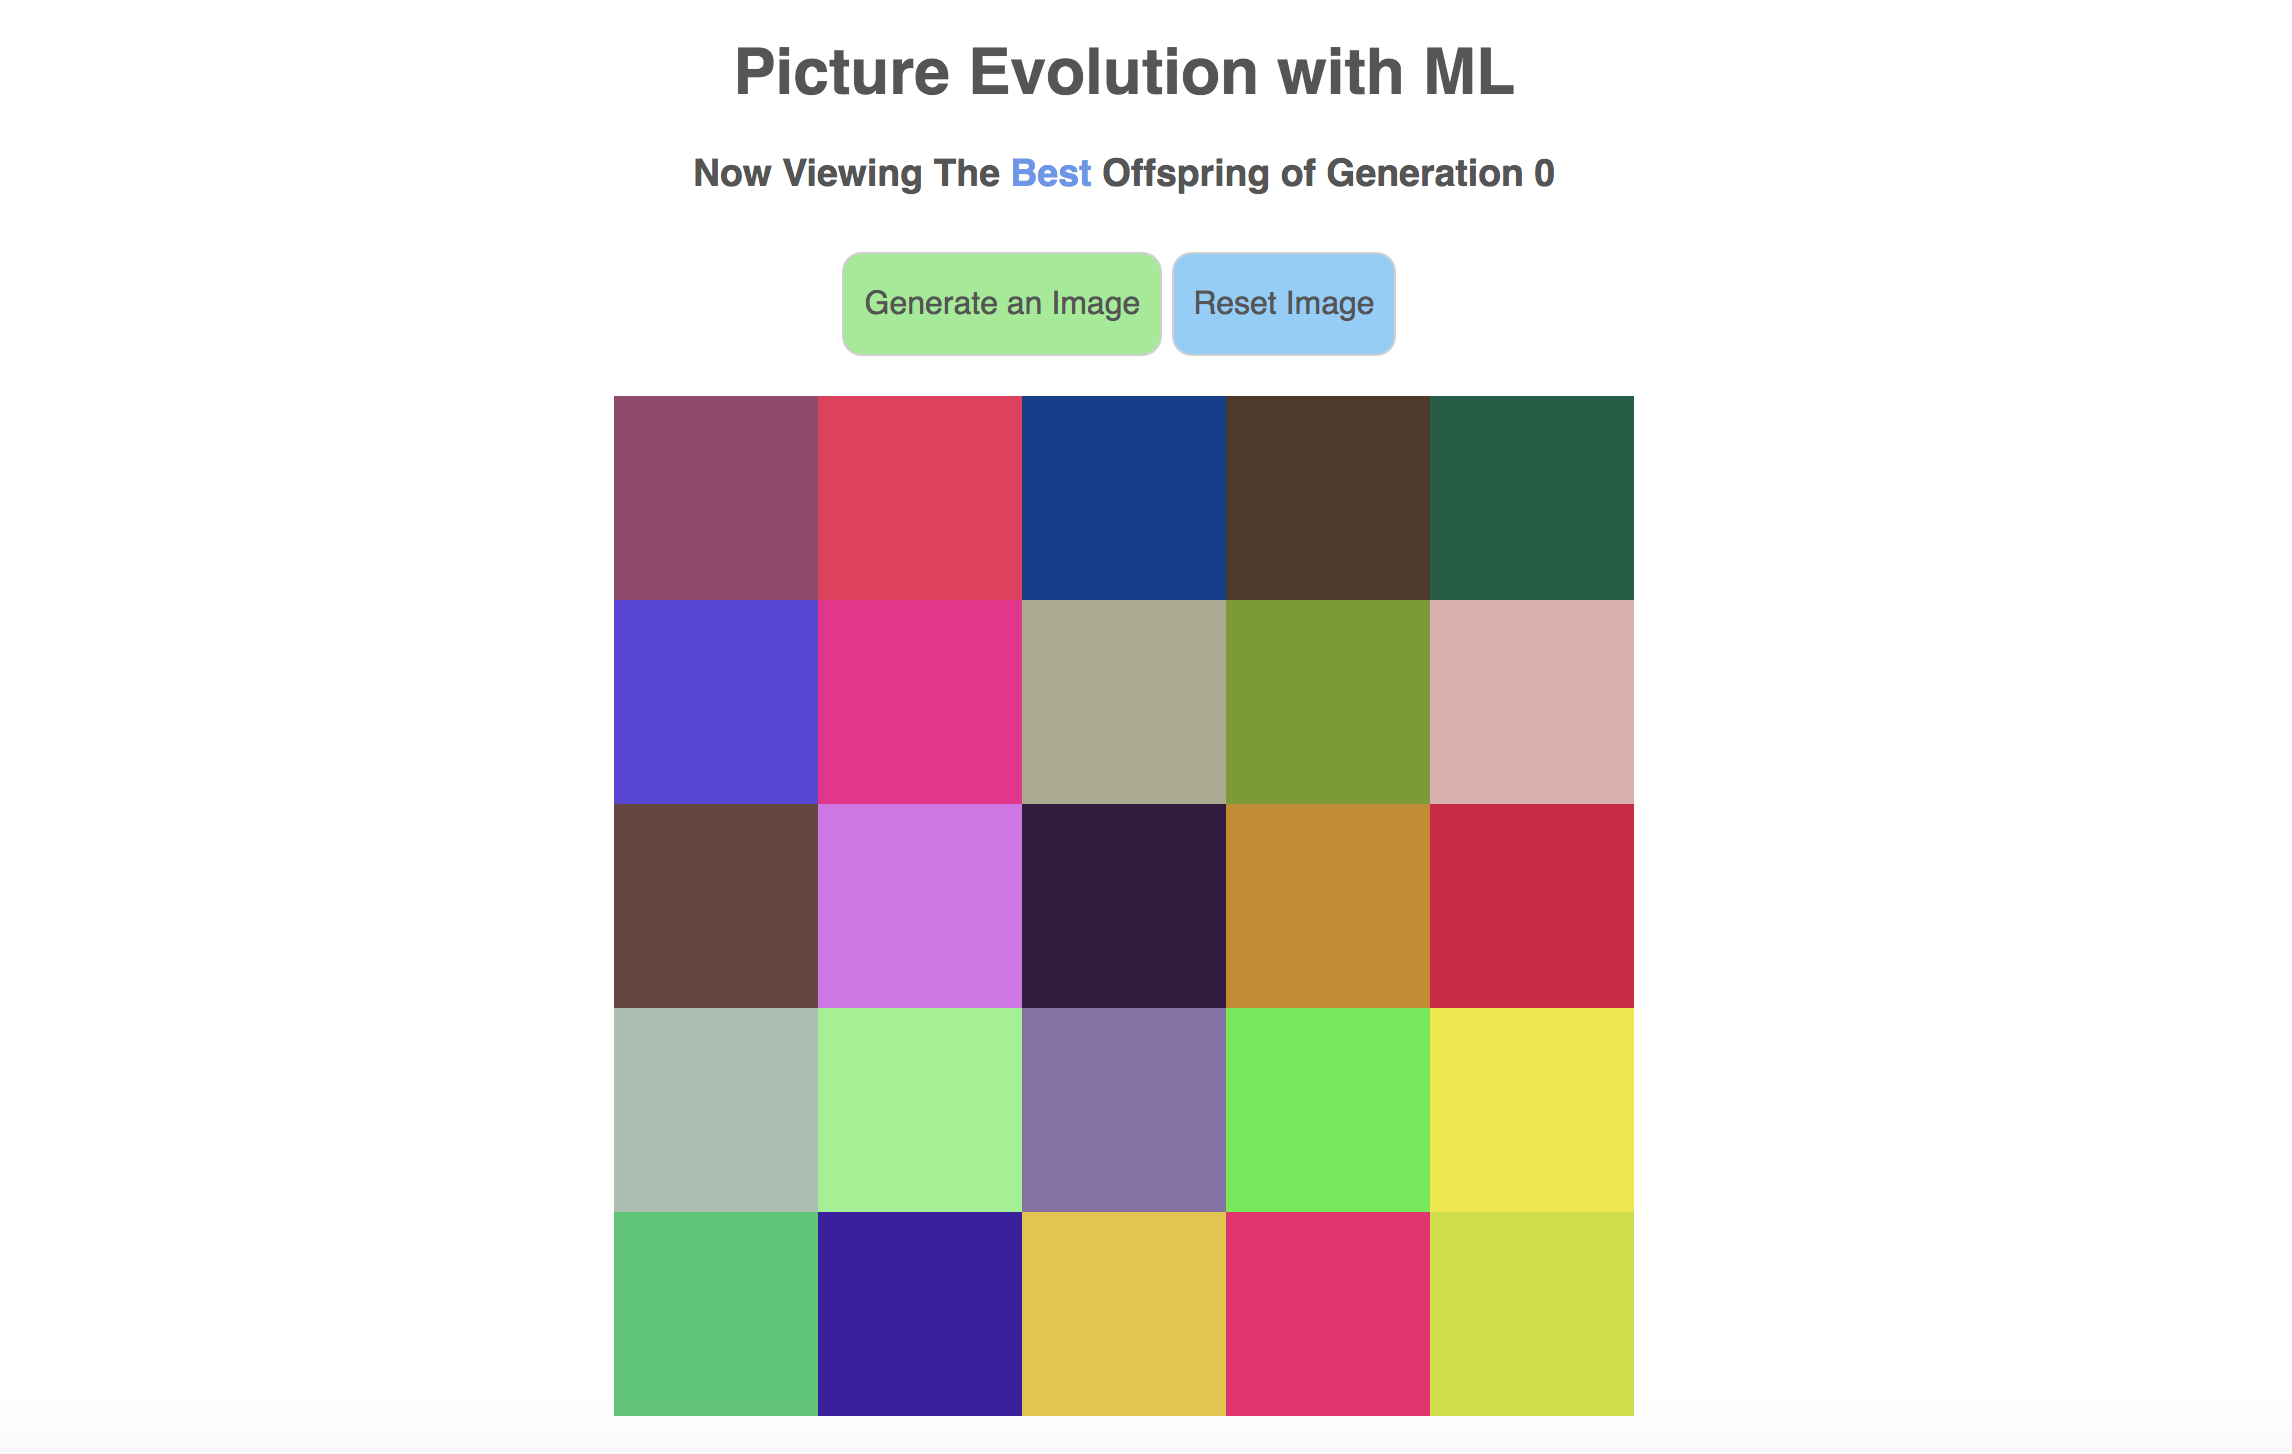 Picture Evolution with ML
Now Viewing The Best Offspring of Generation 0
Generate an Image
Reset Image